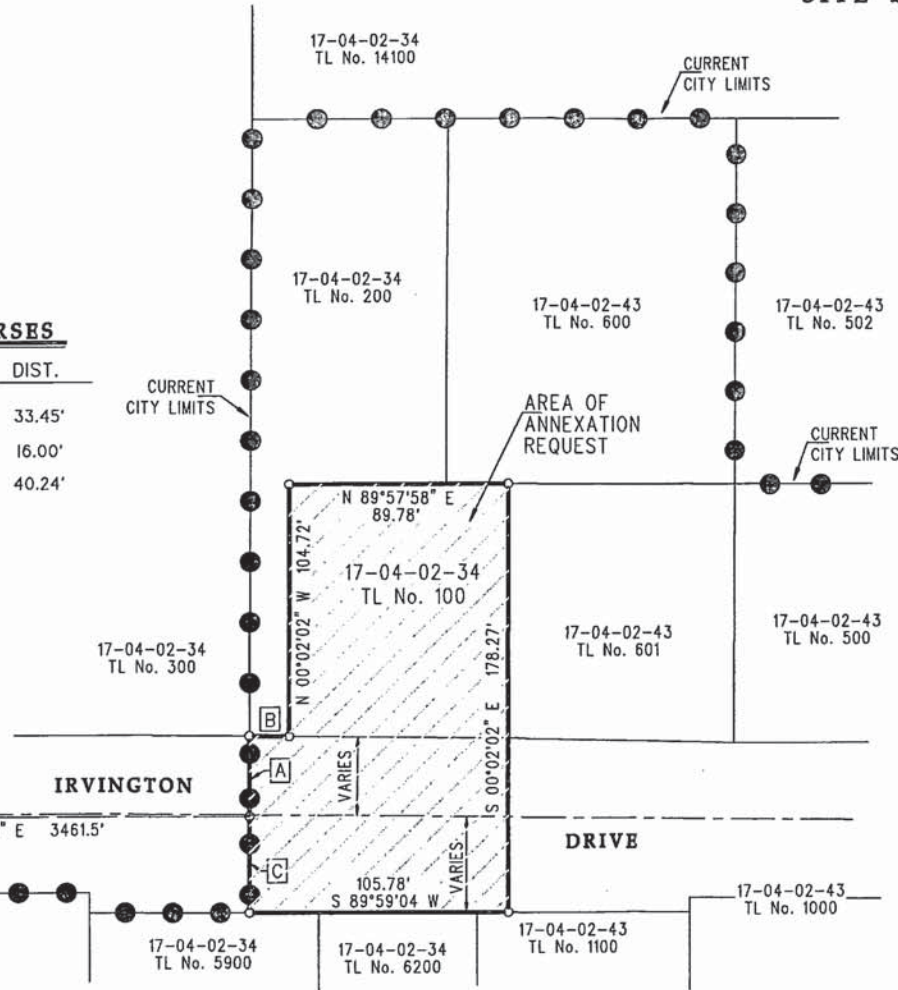 17-04-02-34
TL No. 14100
CURRENT
CITY LIMITS
17-04-02-34
TL No. 200
17-04-02-43
TL No. 600
17-04-02-43
TL No. 502
DIST.
33.45'
16.00'
40.24'
CURRENT
CITY LIMITS
AREA OF
ANNEXATION
REQUEST
CURRENT
CITY LIMITS
N 89°57'58" E
89.78'
N 00°02'02" W 104.72'
17-04-02-34
TL No. 100
S 00°02'02" E 178.27'
17-04-02-34
TL No. 300
17-04-02-43
TL No. 601
17-04-02-43
TL No. 500
B
A
VARIES
IRVINGTON
" E 3461.5'
DRIVE
C
VARIES
105.78'
S 89°59'04 W
17-04-02-34
TL No. 5900
17-04-02-34
TL No. 6200
17-04-02-43
TL No. 1100
17-04-02-43
TL No. 1000